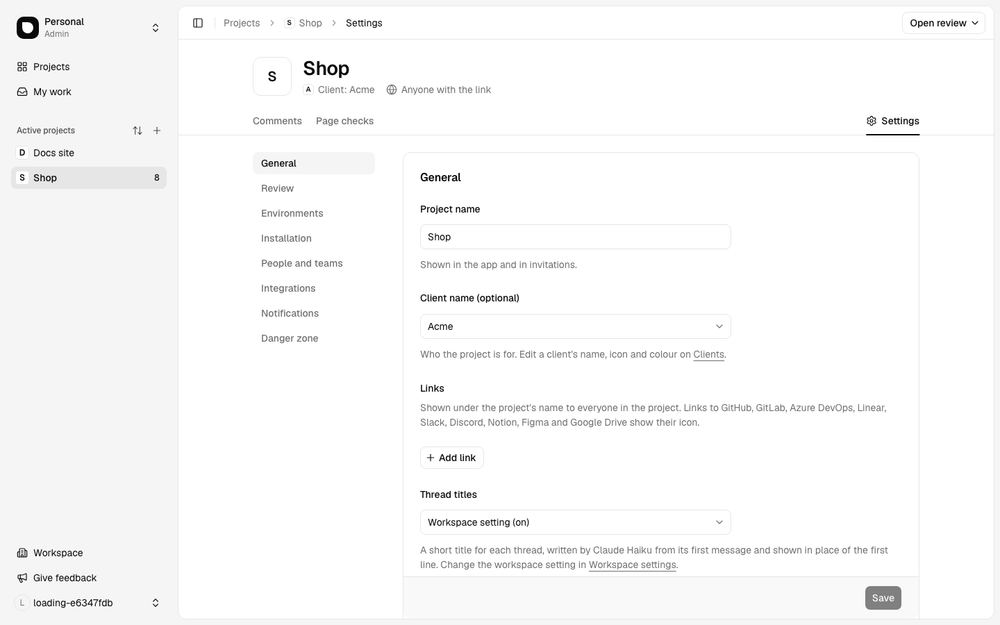 Personal
Admin
Projects
My work
Active projects
D Docs site
S Shop 8
Workspace
Give feedback
L loading-e6347fdb
Projects > S Shop > Settings
Open review
S
Shop
A Client: Acme Anyone with the link
Comments Page checks Settings
General
Review
Environments
Installation
People and teams
Integrations
Notifications
Danger zone
General
Project name
Shop
Shown in the app and in invitations.
Client name (optional)
Acme
Who the project is for. Edit a client's name, icon and colour on Clients.
Links
Shown under the project's name to everyone in the project. Links to GitHub, GitLab, Azure DevOps, Linear,
Slack, Discord, Notion, Figma and Google Drive show their icon.
+ Add link
Thread titles
Workspace setting (on)
A short title for each thread, written by Claude Haiku from its first message and shown in place of the first
line. Change the workspace setting in Workspace settings.
Save